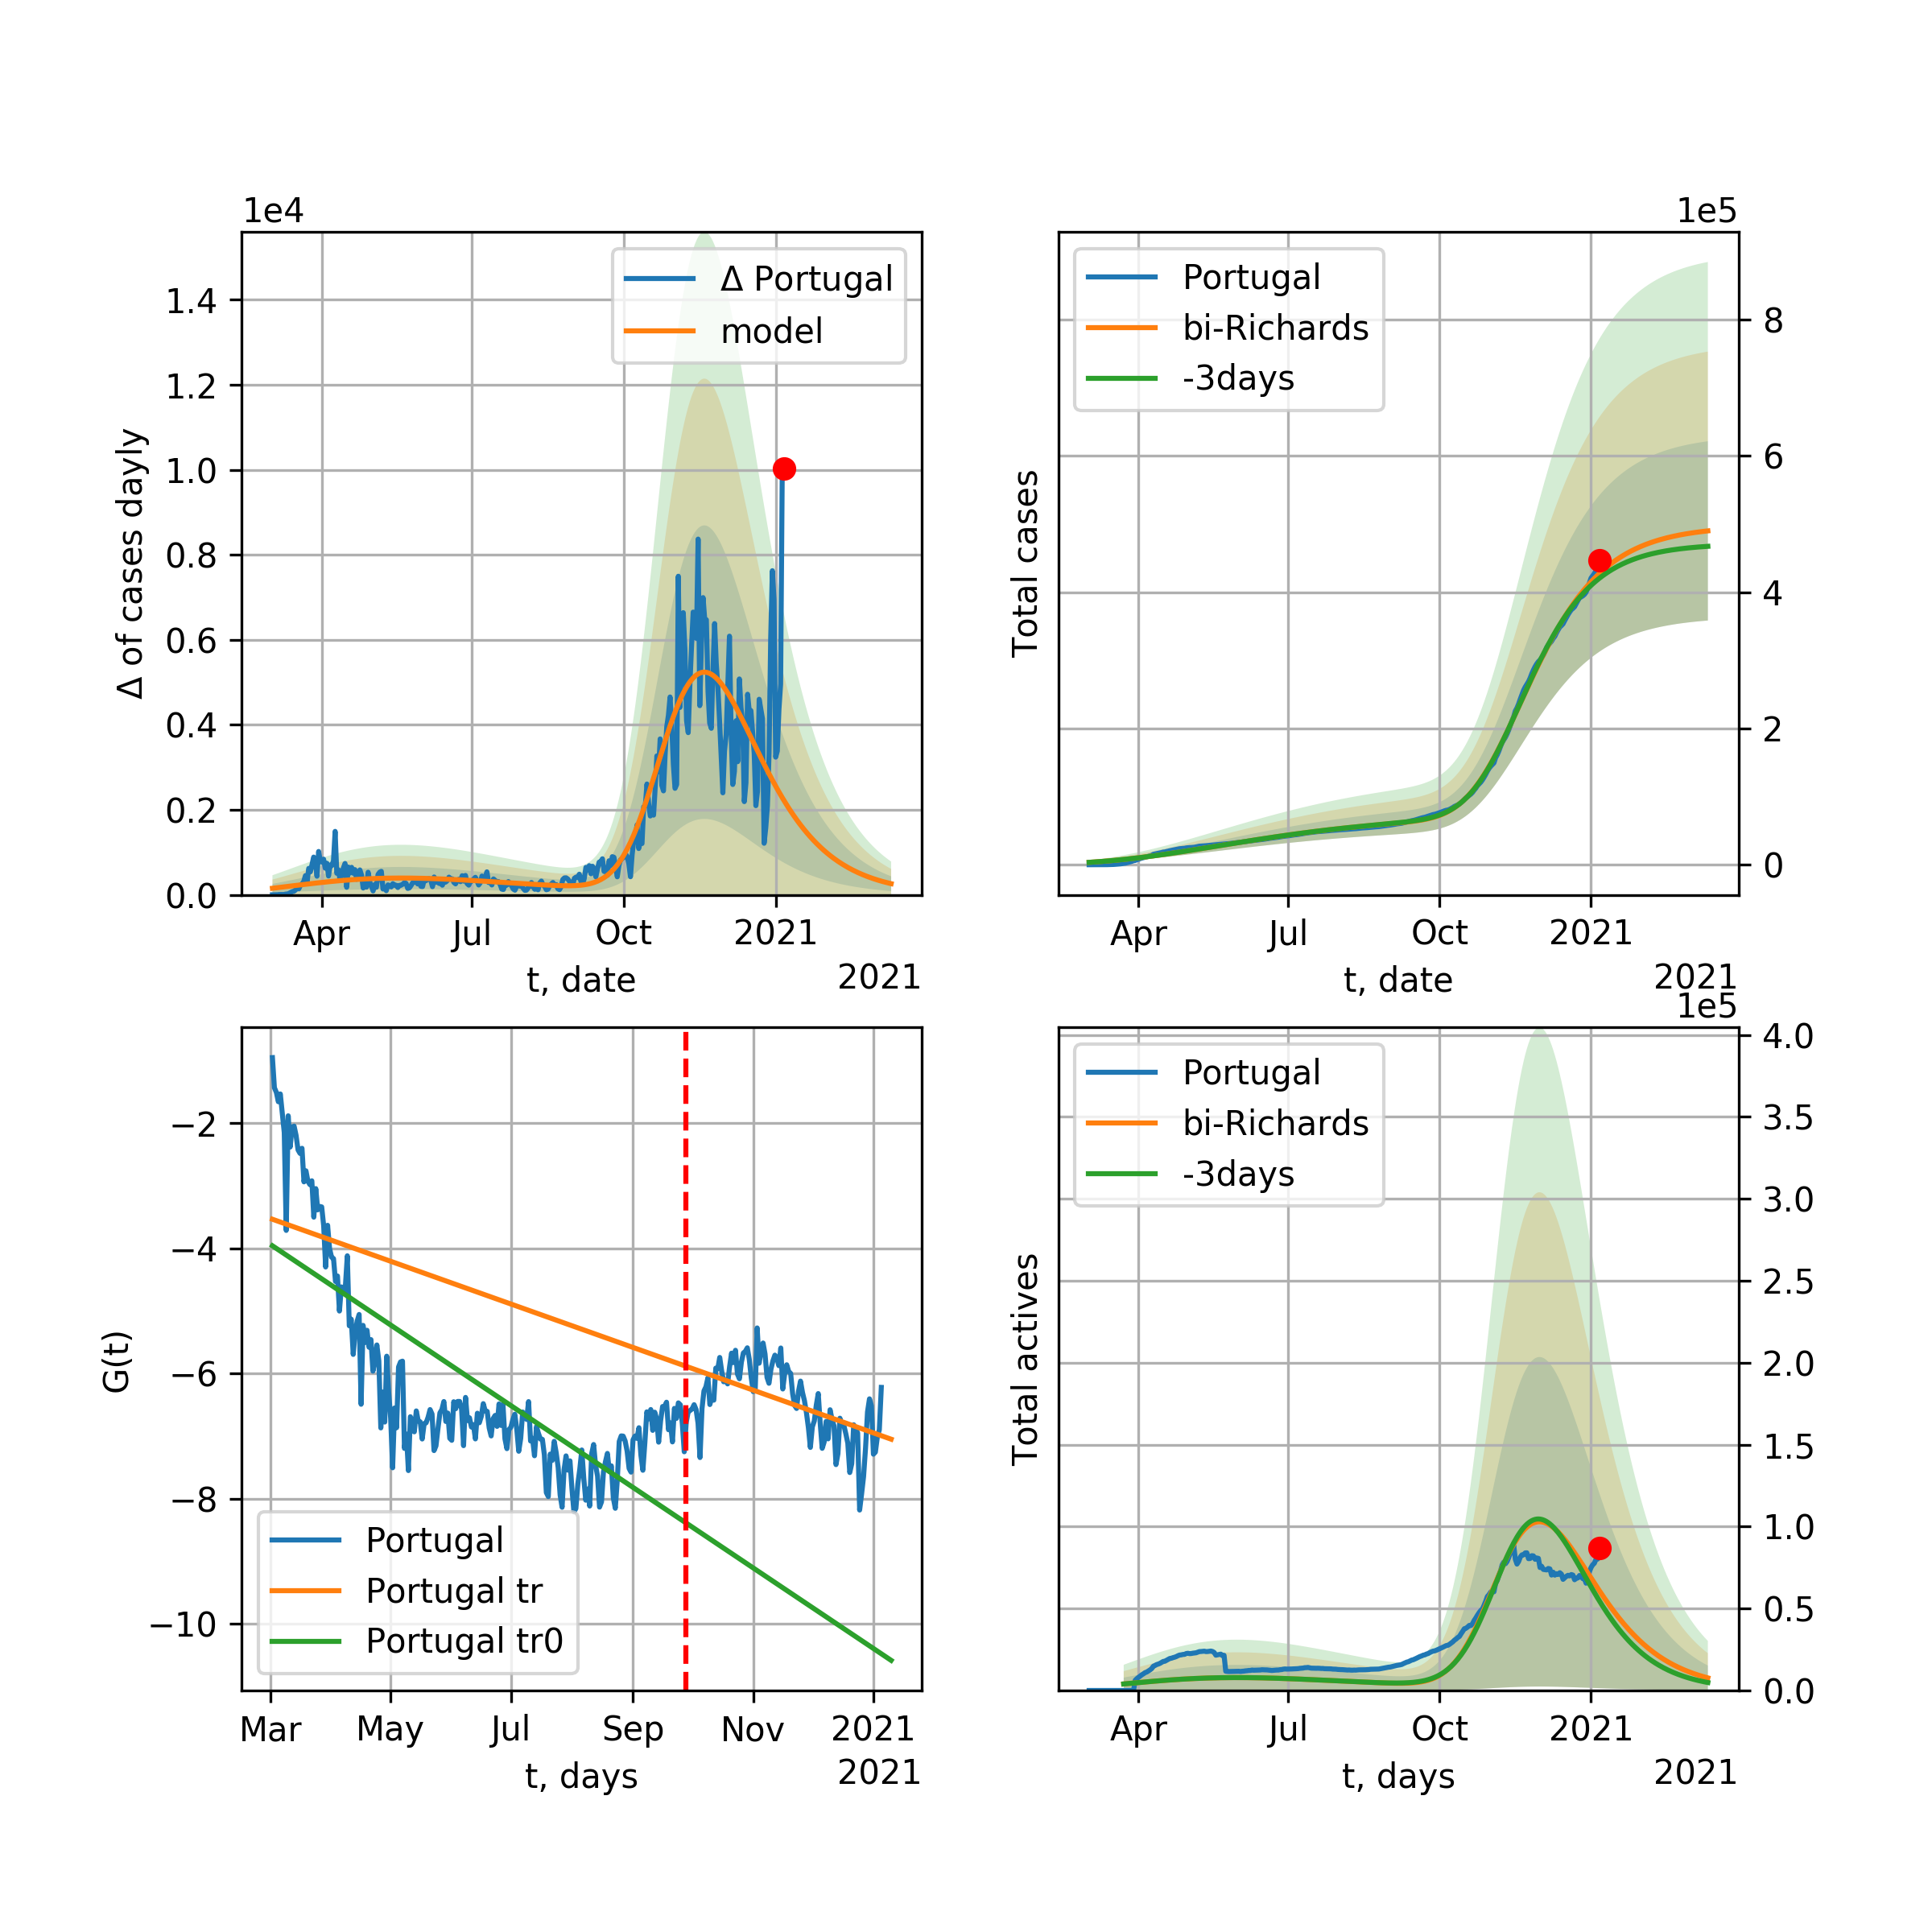 1e4
Δ of cases dayly
1.4
1.2
1.0
0.8
0.6
0.4
0.2
0.0
Δ Portugal
model
Apr Jul Oct 2021
t, date
2021
1e5
Total cases
Portugal
bi-Richards
-3days
8
6
4
2
0
Apr Jul Oct 2021
t, date
2021
G(t)
−2
−4
−6
−8
−10
Portugal
Portugal tr
Portugal tr0
Mar May Jul Sep Nov 2021
t, days
2021
1e5
Total actives
Portugal
bi-Richards
-3days
4.0
3.5
3.0
2.5
2.0
1.5
1.0
0.5
0.0
Apr Jul Oct 2021
t, days
2021